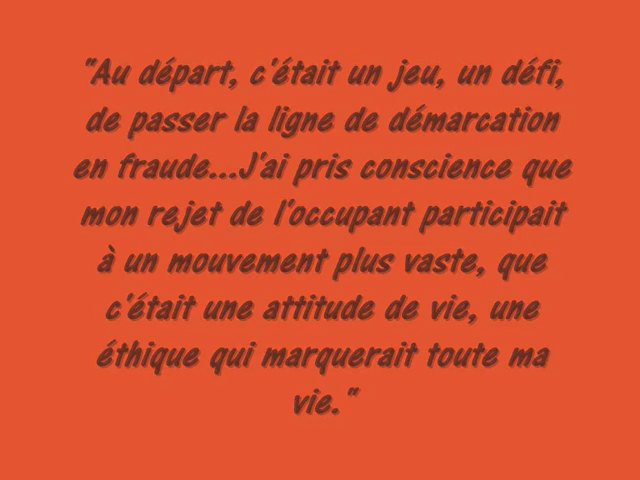 "Au départ, c'était un jeu, un défi,
de passer la ligne de démarcation
en fraude...J'ai pris conscience que
mon rejet de l'occupant participait
à un mouvement plus vaste, que
c'était une attitude de vie, une
éthique qui marquerait toute ma
vie."